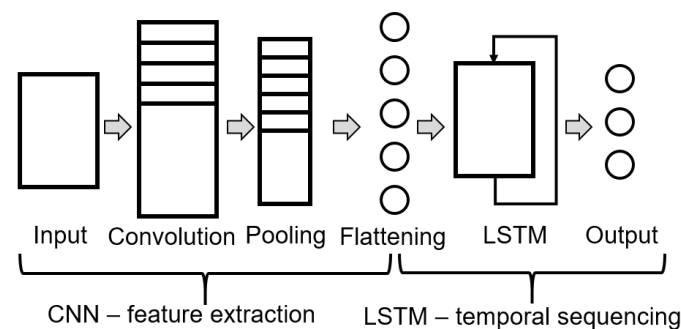 Input Convolution Pooling Flattening LSTM Output
CNN – feature extraction LSTM – temporal sequencing